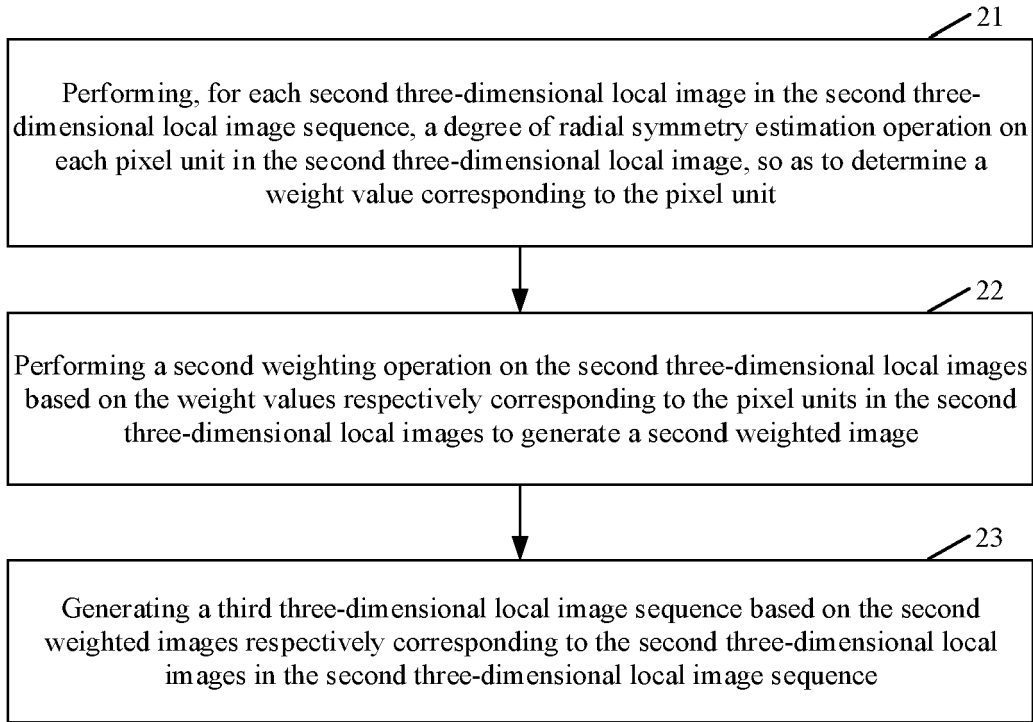 21
Performing, for each second three-dimensional local image in the second three-
dimensional local image sequence, a degree of radial symmetry estimation operation on
each pixel unit in the second three-dimensional local image, so as to determine a
weight value corresponding to the pixel unit
22
Performing a second weighting operation on the second three-dimensional local images
based on the weight values respectively corresponding to the pixel units in the second
three-dimensional local images to generate a second weighted image
23
Generating a third three-dimensional local image sequence based on the second
weighted images respectively corresponding to the second three-dimensional local
images in the second three-dimensional local image sequence